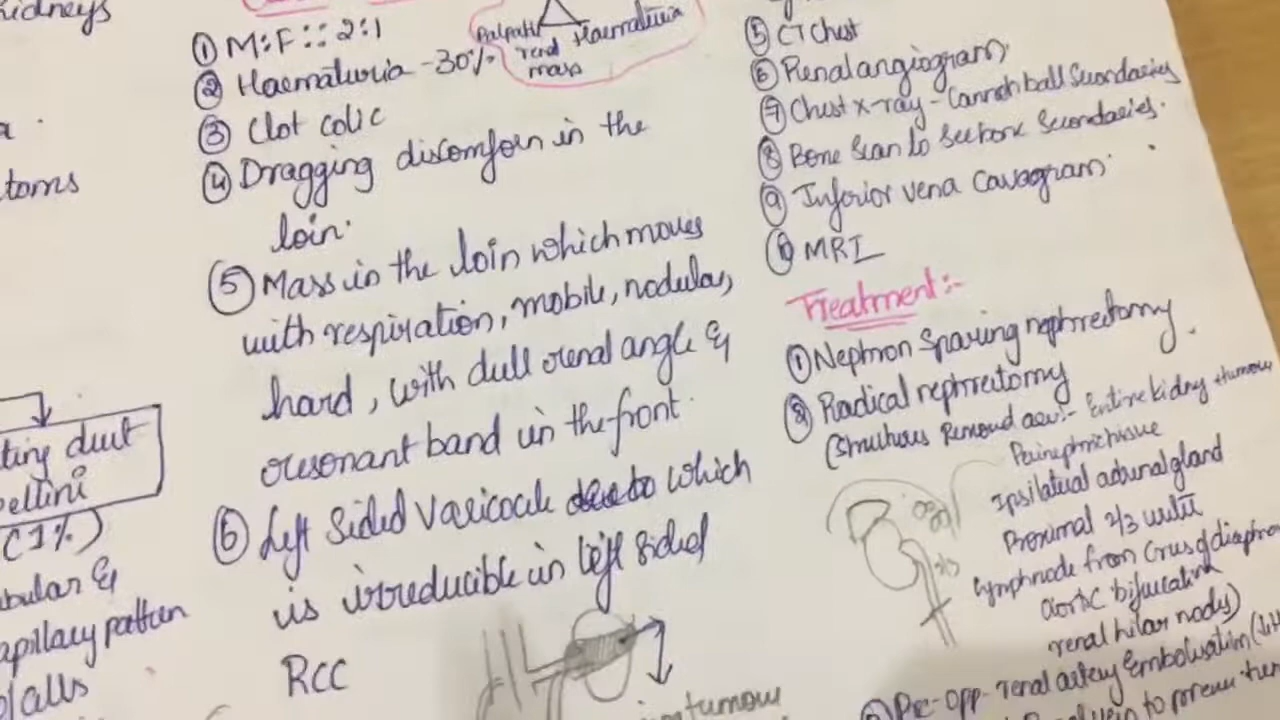 kidneys
toms
ting duct
ellini
(1%)
bular &
apillary pattern
① M:F :: 2:1
② Haematuria - 30%
renal
mass
Haematuria
③ Clot colic
④ Dragging discomfort in the
loin.
⑤ Mass in the loin which moves
with respiration, mobile, nodular,
hard, with dull renal angle &
resonant band in the front.
⑥ Left sided varicocele which
is irreducible in left sided
RCC
tumour
⑤ CT Chest
⑥ Renal angiogram
⑦ Chest x-ray - Cannonball Secondaries
⑧ Bone Scan to see bone secondaries.
⑨ Inferior vena Cavagram
⑩ MRI
Treatment:-
① Nephron Sparing nephrectomy
② Radical nephrectomy
(Structures Removed are:- Entire kidney + tumour
Perinephric tissue
Ipsilateral adrenal gland
Proximal 2/3 ureter
lymphnode from Crus of diaphra
aortic bifurcation
renal hilar nodes)
Pre-opp- renal artery Embolisation
vein to prevent